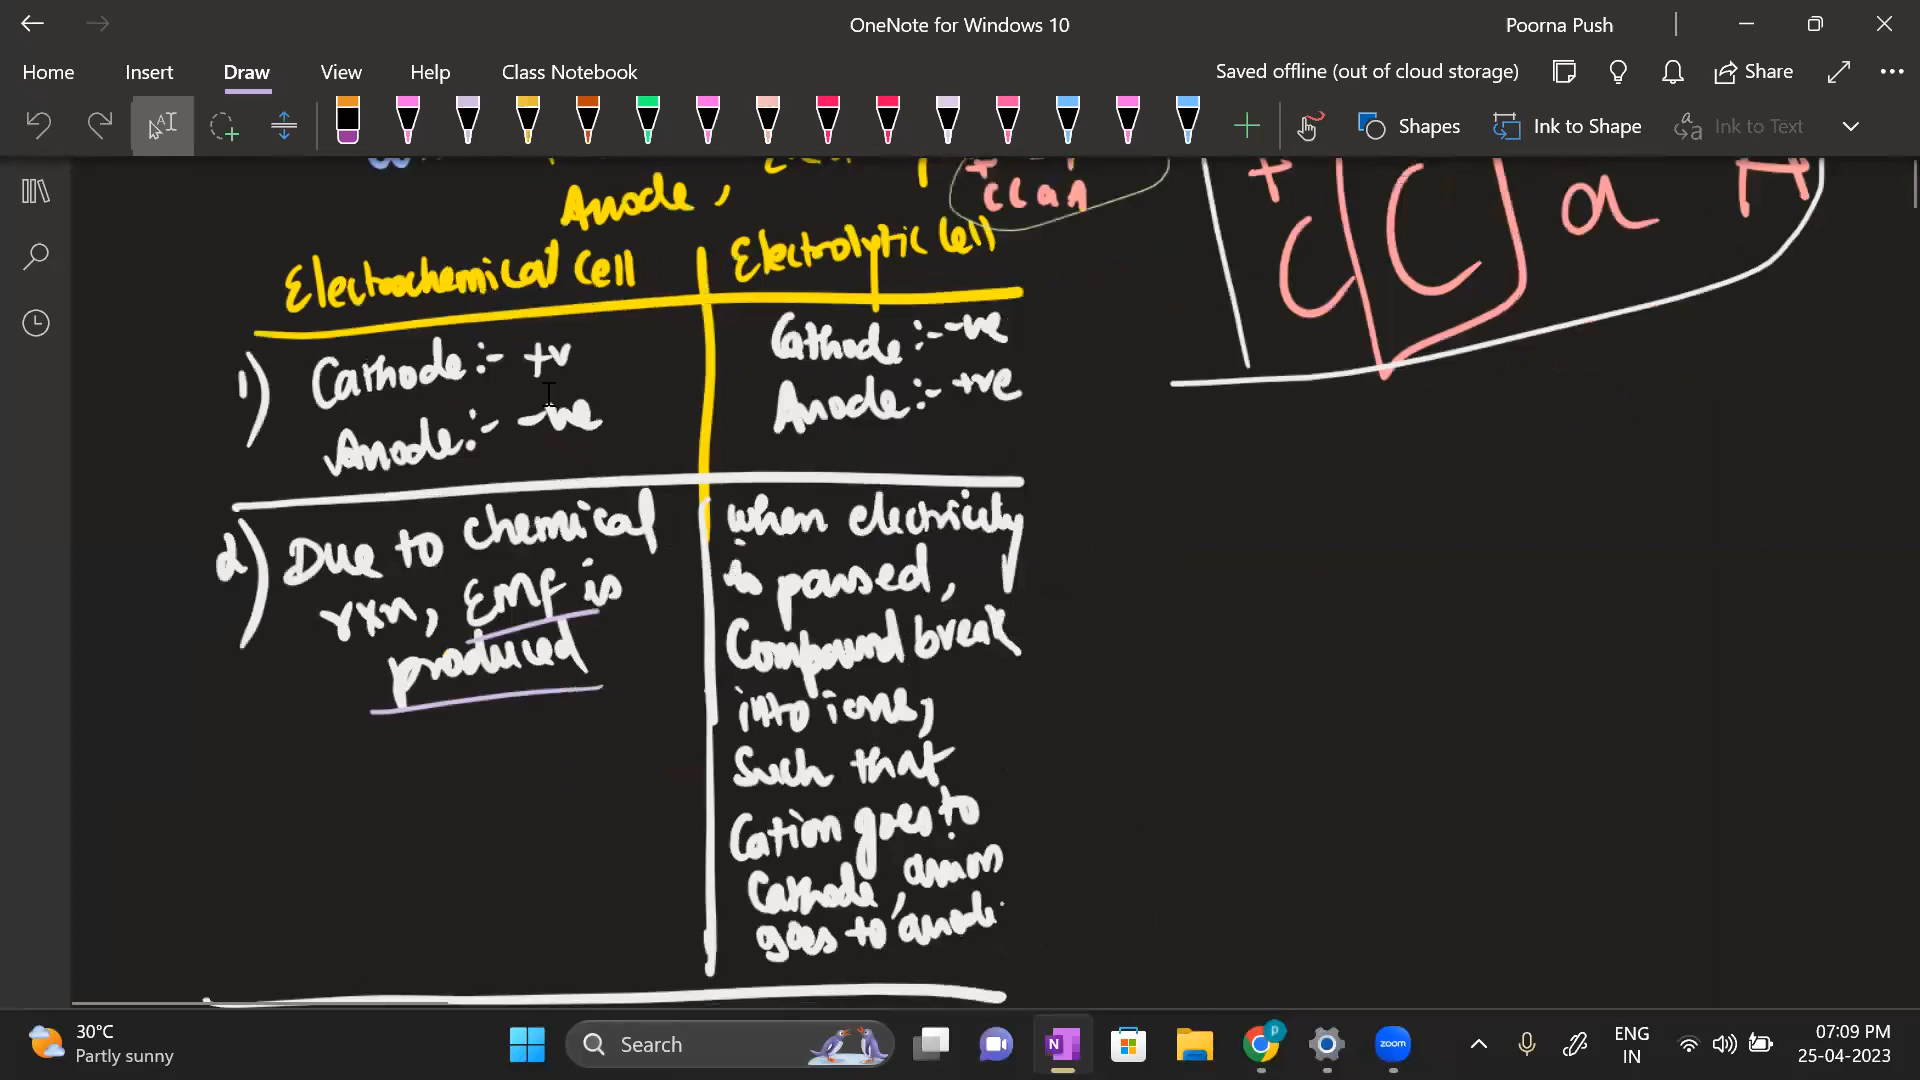 OneNote for Windows 10
Poorna Push
Home
Insert
Draw
View
Help
Class Notebook
Saved offline (out of cloud storage)
Share
Shapes
Ink to Shape
Ink to Text
Anode,
+
c c a n
+
C C a
Electrochemical Cell
Electrolytic Cell
1) Cathode :- +v
Anode :- -ve
Cathode :- -ve
Anode :- +ve
2) Due to chemical
rxn, EMF is
produced
when electricity
is passed,
Compound break
into ions,
Such that
Cation goes to
Cathode, anion
goes to anode.
30°C
Partly sunny
Search
zoom
ENG
IN
07:09 PM
25-04-2023